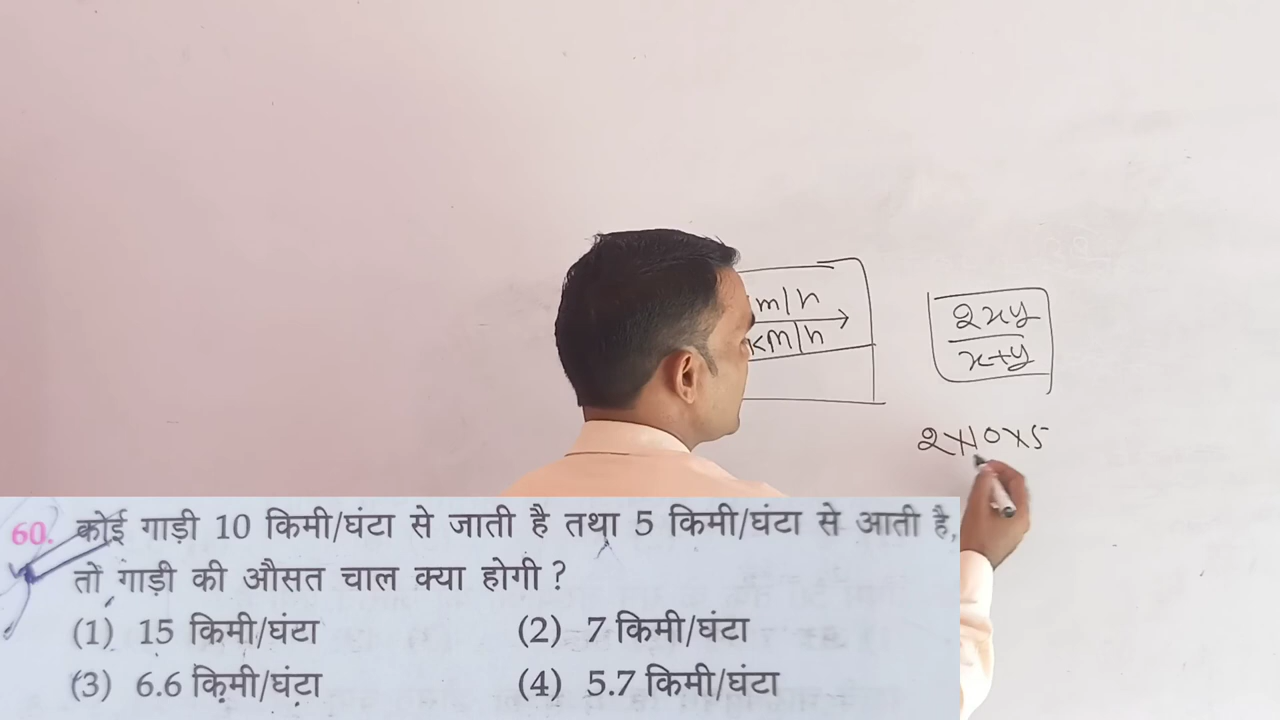 m/h
km/h
2xy
x+y
2×10×5
60. कोई गाड़ी 10 किमी/घंटा से जाती है तथा 5 किमी/घंटा से आती है,
तो गाड़ी की औसत चाल क्या होगी ?
(1) 15 किमी/घंटा (2) 7 किमी/घंटा
(3) 6.6 किमी/घंटा (4) 5.7 किमी/घंटा